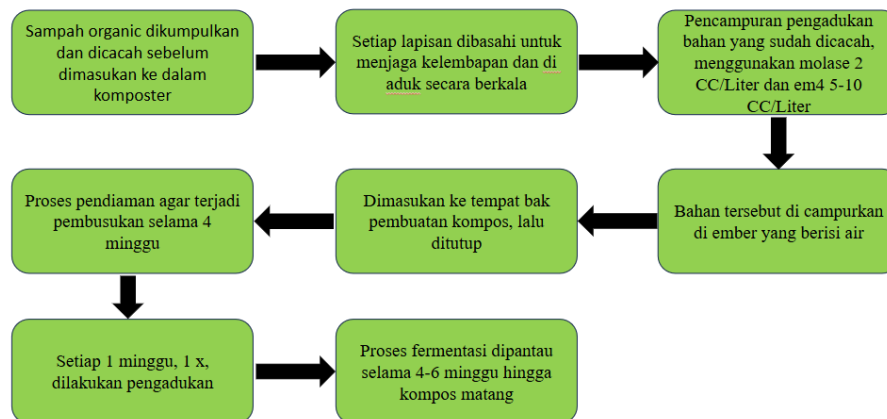 Sampah organic dikumpulkan
dan dicacah sebelum
dimasukan ke dalam
komposter
Setiap lapisan dibasahi untuk
menjaga kelembapan dan di
aduk secara berkala
Pencampuran pengadukan
bahan yang sudah dicacah,
menggunakan molase 2
CC/Liter dan em4 5-10
CC/Liter
Bahan tersebut di campurkan
di ember yang berisi air
Dimasukan ke tempat bak
pembuatan kompos, lalu
ditutup
Proses pendiaman agar terjadi
pembusukan selama 4
minggu
Setiap 1 minggu, 1 x,
dilakukan pengadukan
Proses fermentasi dipantau
selama 4-6 minggu hingga
kompos matang